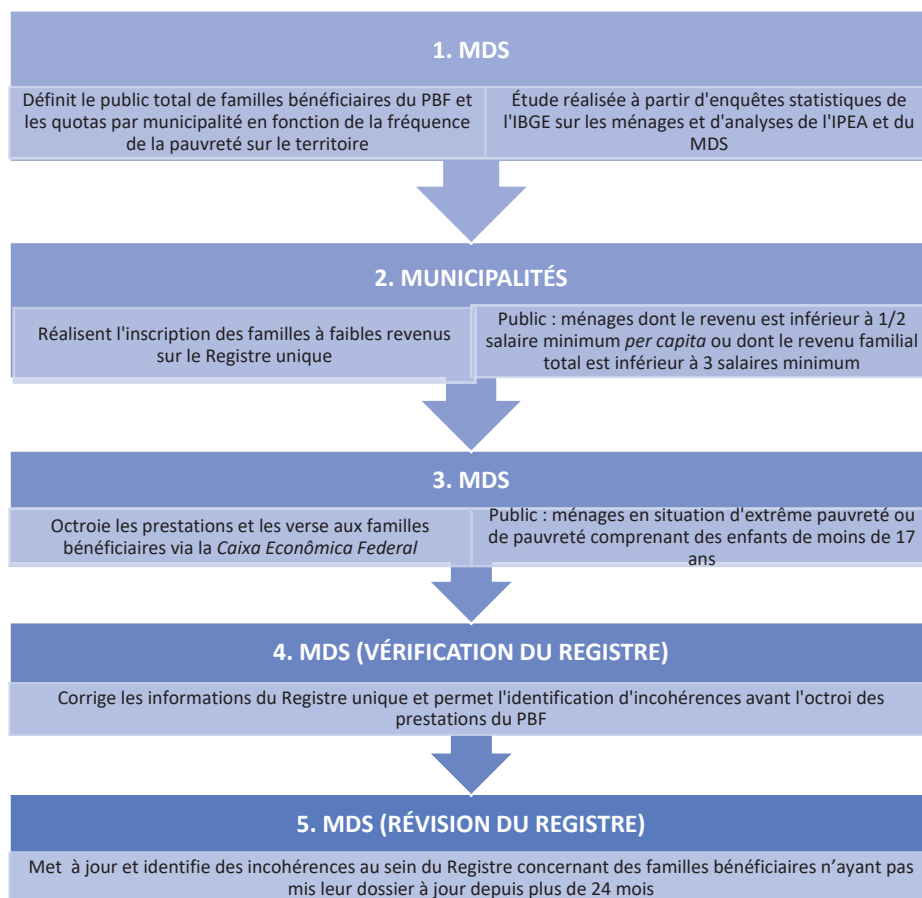 1. MDS
Définit le public total de familles bénéficiaires du PBF et
les quotas par municipalité en fonction de la fréquence
de la pauvreté sur le territoire
Étude réalisée à partir d'enquêtes statistiques de
l'IBGE sur les ménages et d'analyses de l'IPEA et du
MDS
2. MUNICIPALITÉS
Réalisent l'inscription des familles à faibles revenus
sur le Registre unique
Public : ménages dont le revenu est inférieur à 1/2
salaire minimum per capita ou dont le revenu familial
total est inférieur à 3 salaires minimum
3. MDS
Octroie les prestations et les verse aux familles
bénéficiaires via la Caixa Econômica Federal
Public : ménages en situation d'extrême pauvreté ou
de pauvreté comprenant des enfants de moins de 17
ans
4. MDS (VÉRIFICATION DU REGISTRE)
Corrige les informations du Registre unique et permet l'identification d'incohérences avant l'octroi des
prestations du PBF
5. MDS (RÉVISION DU REGISTRE)
Met à jour et identifie des incohérences au sein du Registre concernant des familles bénéficiaires n’ayant pas
mis leur dossier à jour depuis plus de 24 mois